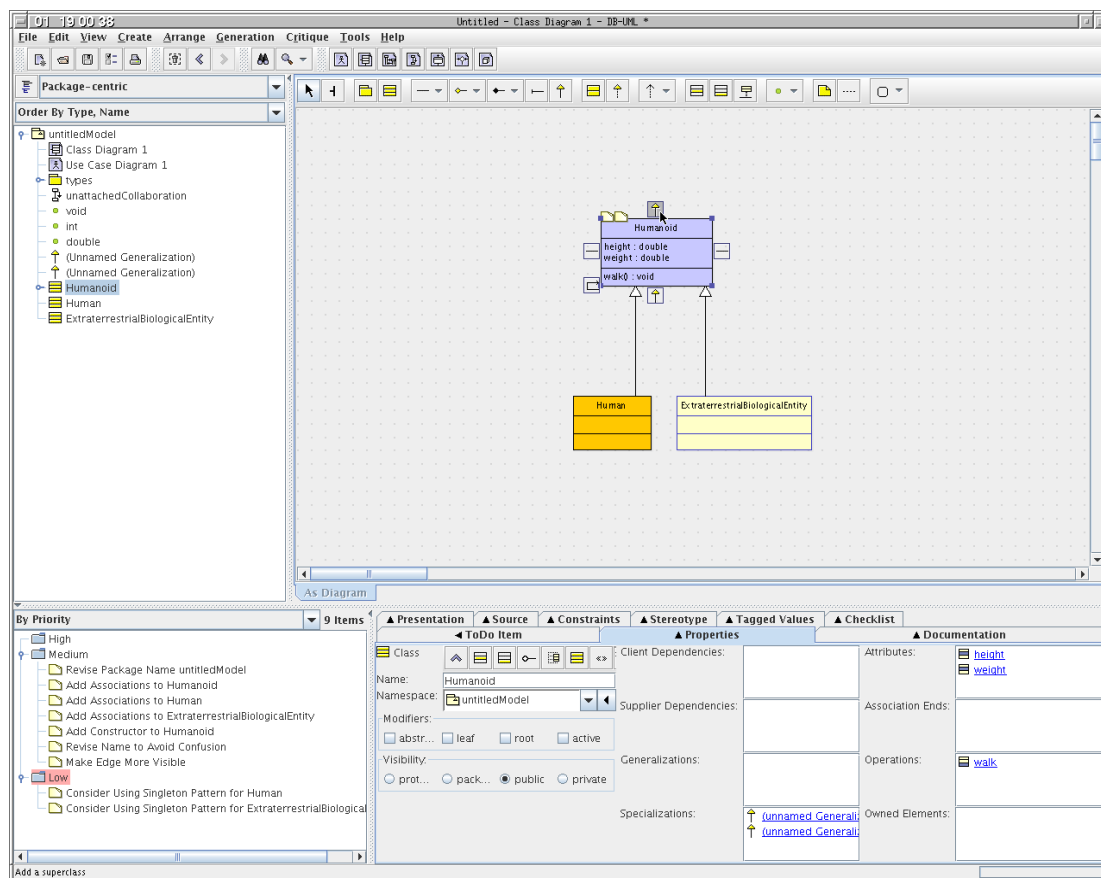 01 19 00 38
Untitled - Class Diagram 1 - DB-UML *
File Edit View Create Arrange Generation Critique Tools Help
Package-centric
Order By Type, Name
untitledModel
Class Diagram 1
Use Case Diagram 1
types
unattachedCollaboration
void
int
double
(Unnamed Generalization)
(Unnamed Generalization)
Humanoid
Human
ExtraterrestrialBiologicalEntity
Humanoid
height : double
weight : double
walk() : void
Human
ExtraterrestrialBiologicalEntity
As Diagram
By Priority
9 Items
High
Medium
Revise Package Name untitledModel
Add Associations to Humanoid
Add Associations to Human
Add Associations to ExtraterrestrialBiologicalEntity
Add Constructor to Humanoid
Revise Name to Avoid Confusion
Make Edge More Visible
Low
Consider Using Singleton Pattern for Human
Consider Using Singleton Pattern for ExtraterrestrialBiological
Presentation Source Constraints Stereotype Tagged Values Checklist
ToDo Item Properties Documentation
Class
Name: Humanoid
Namespace: untitledModel
Modifiers:
abstr... leaf root active
Visibility:
prot... pack... public private
Client Dependencies:
Supplier Dependencies:
Generalizations:
Specializations:
(unnamed Generali
(unnamed Generali
Attributes:
height
weight
Association Ends:
Operations:
walk
Owned Elements:
Add a superclass